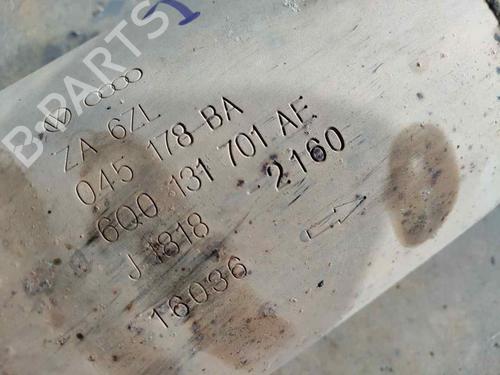 B-PARTS
ZA 6ZL
045 178 BA
6Q0 131 701 AE
2160
J 1818
16036